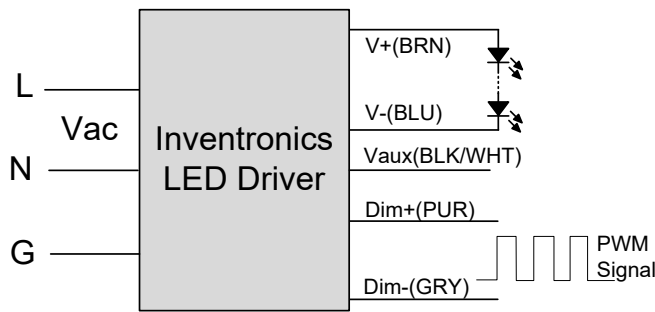 L
Vac
N
G
Inventronics
LED Driver
V+(BRN)
V-(BLU)
Vaux(BLK/WHT)
Dim+(PUR)
Dim-(GRY)
PWM
Signal